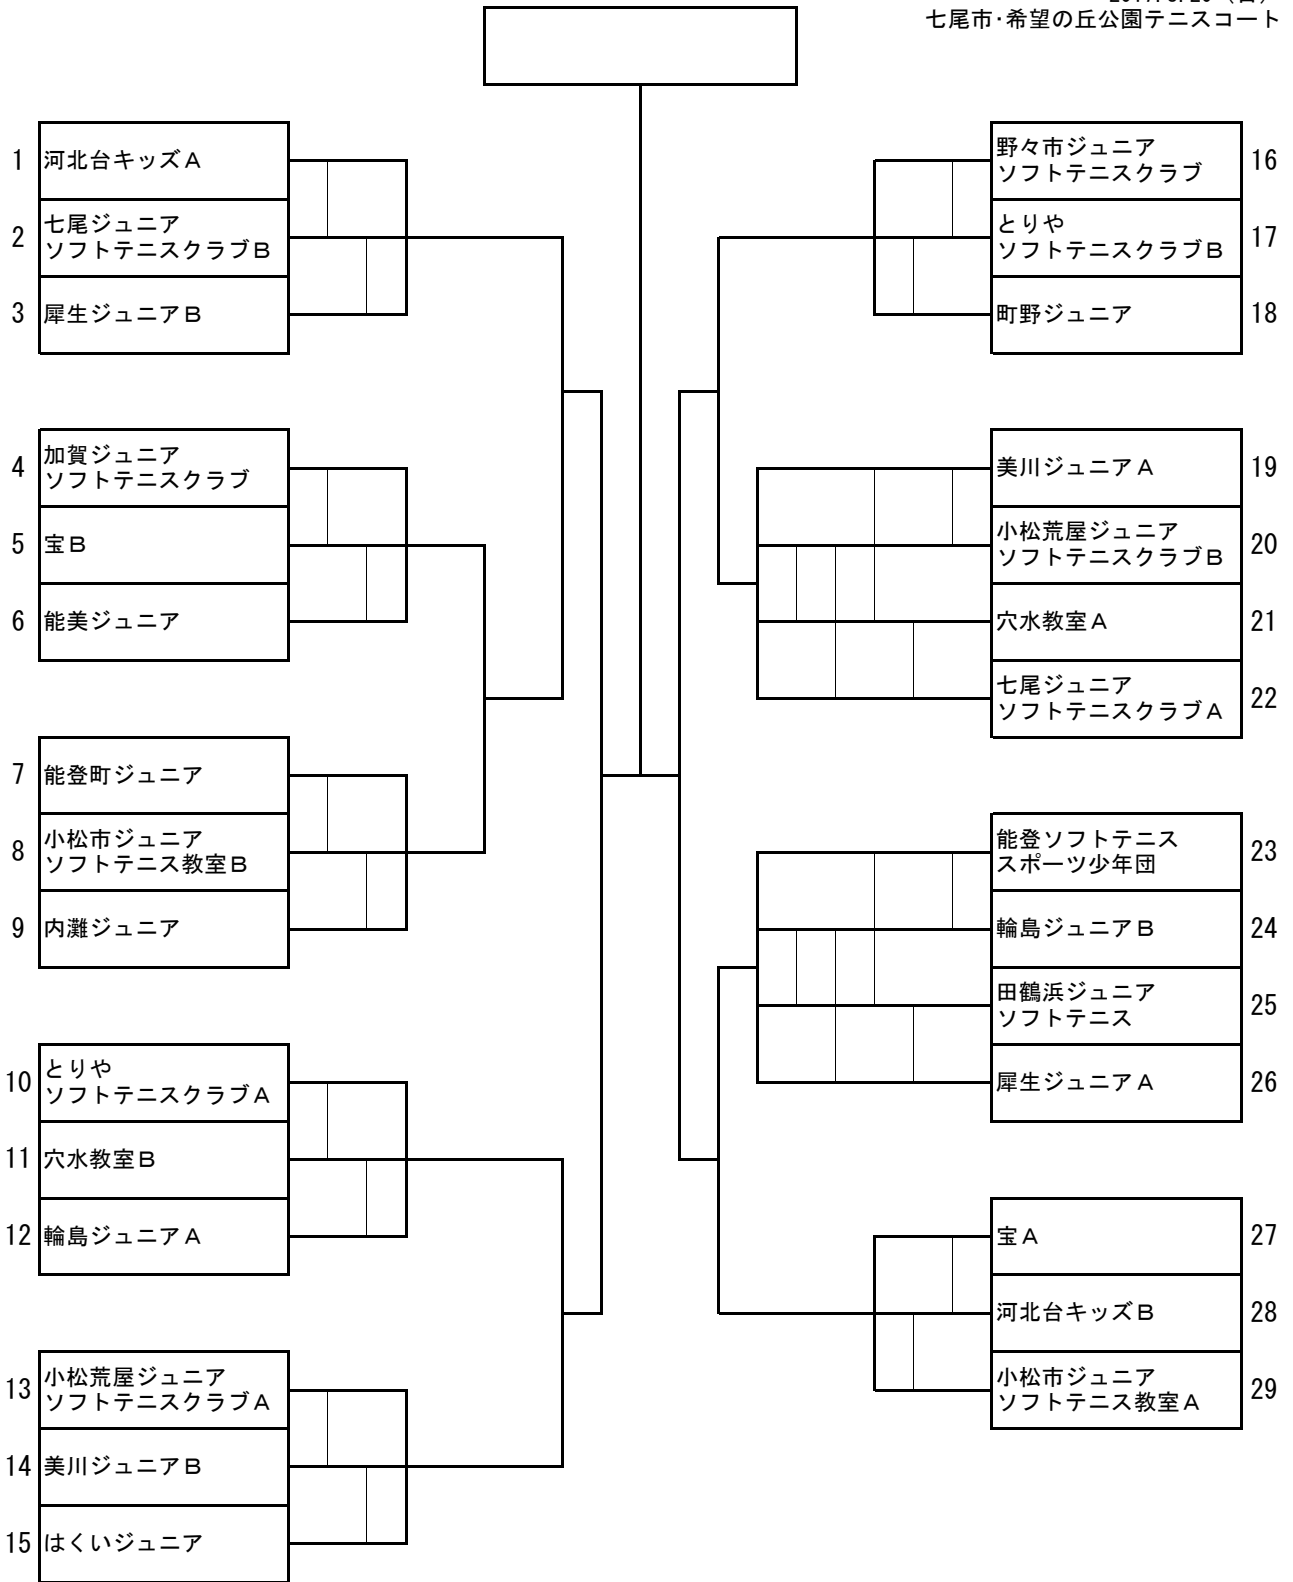 七尾市・希望の丘公園テニスコート
1 河北台キッズA
2 七尾ジュニア
ソフトテニスクラブB
3 犀生ジュニアB
4 加賀ジュニア
ソフトテニスクラブ
5 宝B
6 能美ジュニア
7 能登町ジュニア
8 小松市ジュニア
ソフトテニス教室B
9 内灘ジュニア
10 とりや
ソフトテニスクラブA
11 穴水教室B
12 輪島ジュニアA
13 小松荒屋ジュニア
ソフトテニスクラブA
14 美川ジュニアB
15 はくいジュニア
野々市ジュニア
ソフトテニスクラブ 16
とりや
ソフトテニスクラブB 17
町野ジュニア 18
美川ジュニアA 19
小松荒屋ジュニア
ソフトテニスクラブB 20
穴水教室A 21
七尾ジュニア
ソフトテニスクラブA 22
能登ソフトテニス
スポーツ少年団 23
輪島ジュニアB 24
田鶴浜ジュニア
ソフトテニス 25
犀生ジュニアA 26
宝A 27
河北台キッズB 28
小松市ジュニア
ソフトテニス教室A 29